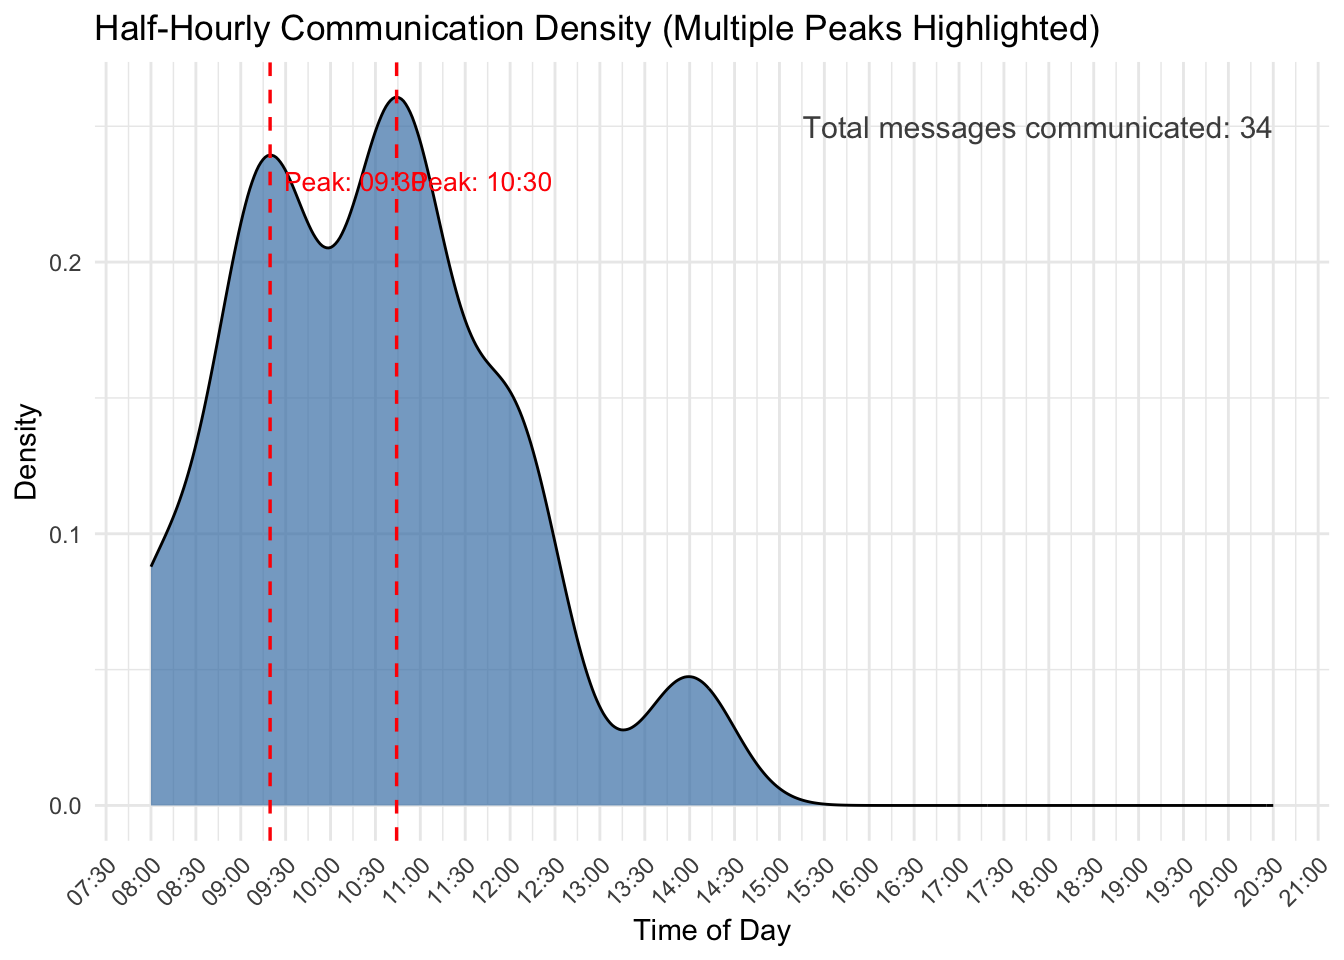 Half-Hourly Communication Density (Multiple Peaks Highlighted)
Total messages communicated: 34
Peak: 09:30
Peak: 10:30
Density
0.2
0.1
0.0
07:30 08:00 08:30 09:00 09:30 10:00 10:30 11:00 11:30 12:00 12:30 13:00 13:30 14:00 14:30 15:00 15:30 16:00 16:30 17:00 17:30 18:00 18:30 19:00 19:30 20:00 20:30 21:00
Time of Day